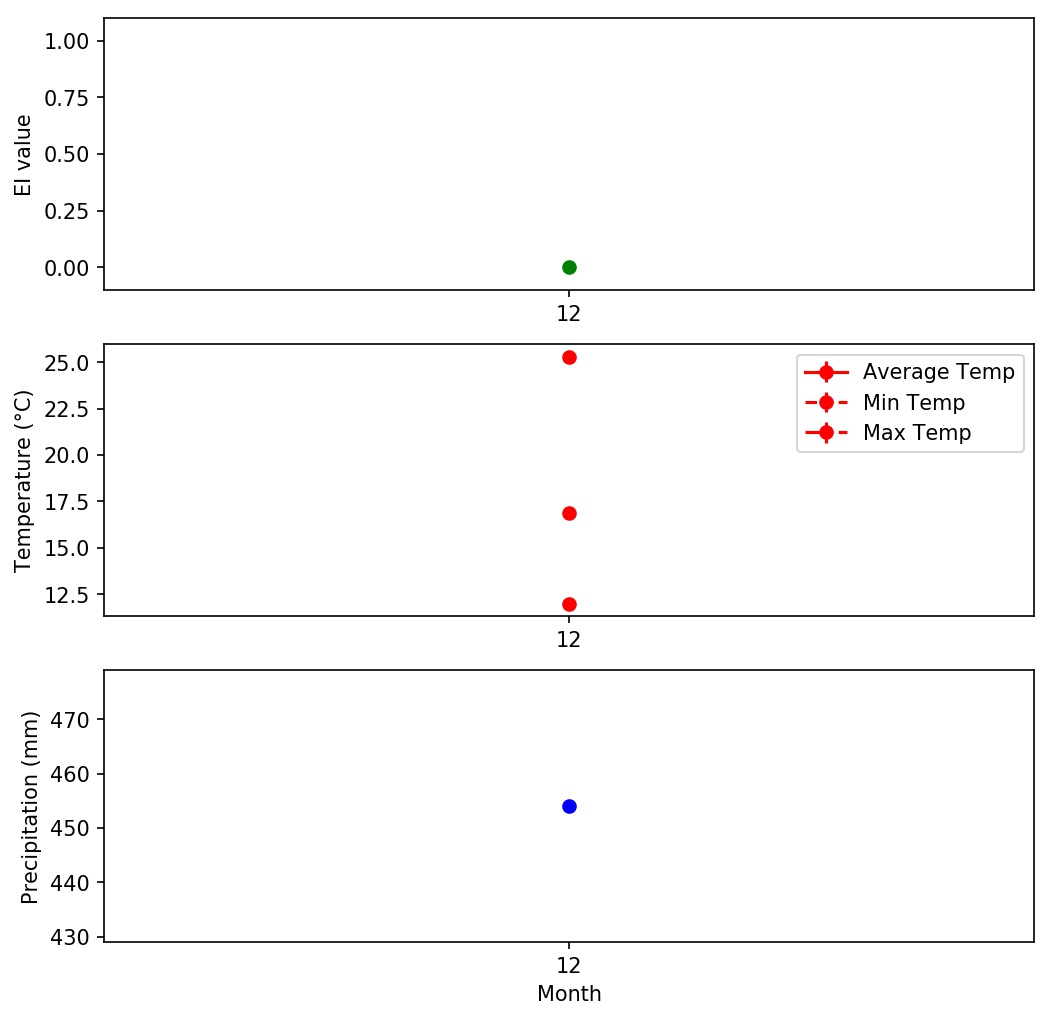 1.00
0.75
0.50
0.25
0.00
EI value
12
25.0
22.5
20.0
17.5
15.0
12.5
Temperature (°C)
Average Temp
Min Temp
Max Temp
12
470
460
450
440
430
Precipitation (mm)
12
Month